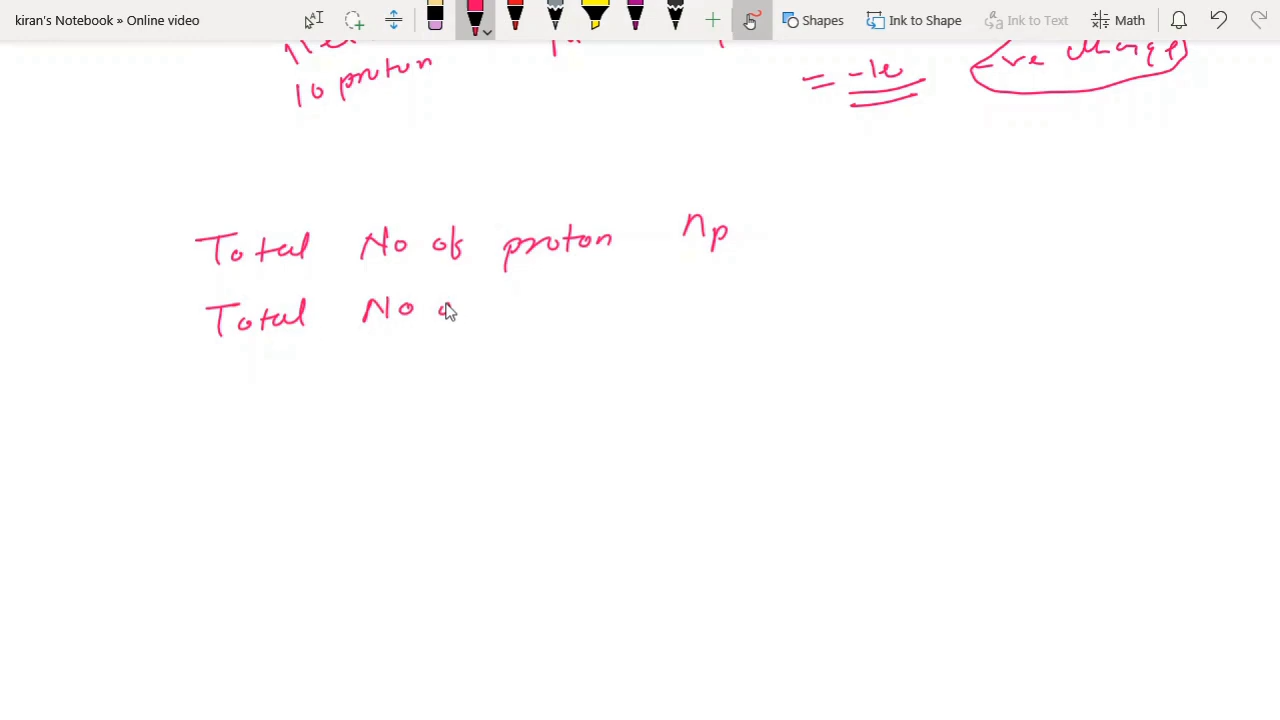 kiran's Notebook » Online video
Shapes
Ink to Shape
Ink to Text
Math
10 proton
= -1e
-ve charge
Total No of proton np
Total No o